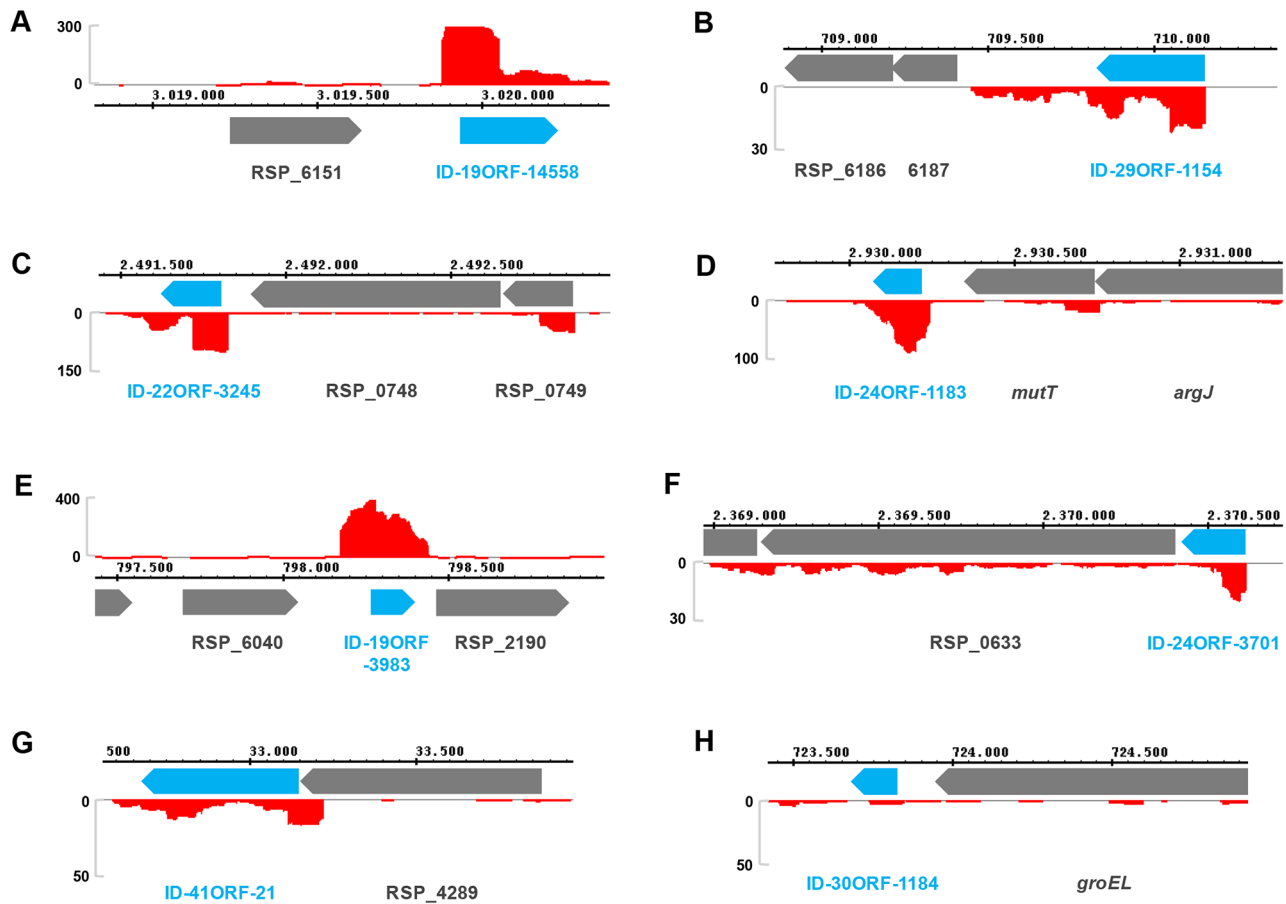 A
300
0
3.019.000 3.019.500 3.020.000
RSP_6151 ID-19ORF-14558
B
709.000 709.500 710.000
0
30
RSP_6186 6187 ID-29ORF-1154
C
2.491.500 2.492.000 2.492.500
0
150
ID-22ORF-3245 RSP_0748 RSP_0749
D
2.930.000 2.930.500 2.931.000
0
100
ID-24ORF-1183 mutT argJ
E
400
0
797.500 798.000 798.500
RSP_6040 ID-19ORF RSP_2190
-3983
F
2.369.000 2.369.500 2.370.000 2.370.500
0
30
RSP_0633 ID-24ORF-3701
G
500 33.000 33.500
0
50
ID-41ORF-21 RSP_4289
H
723.500 724.000 724.500
0
50
ID-30ORF-1184 groEL